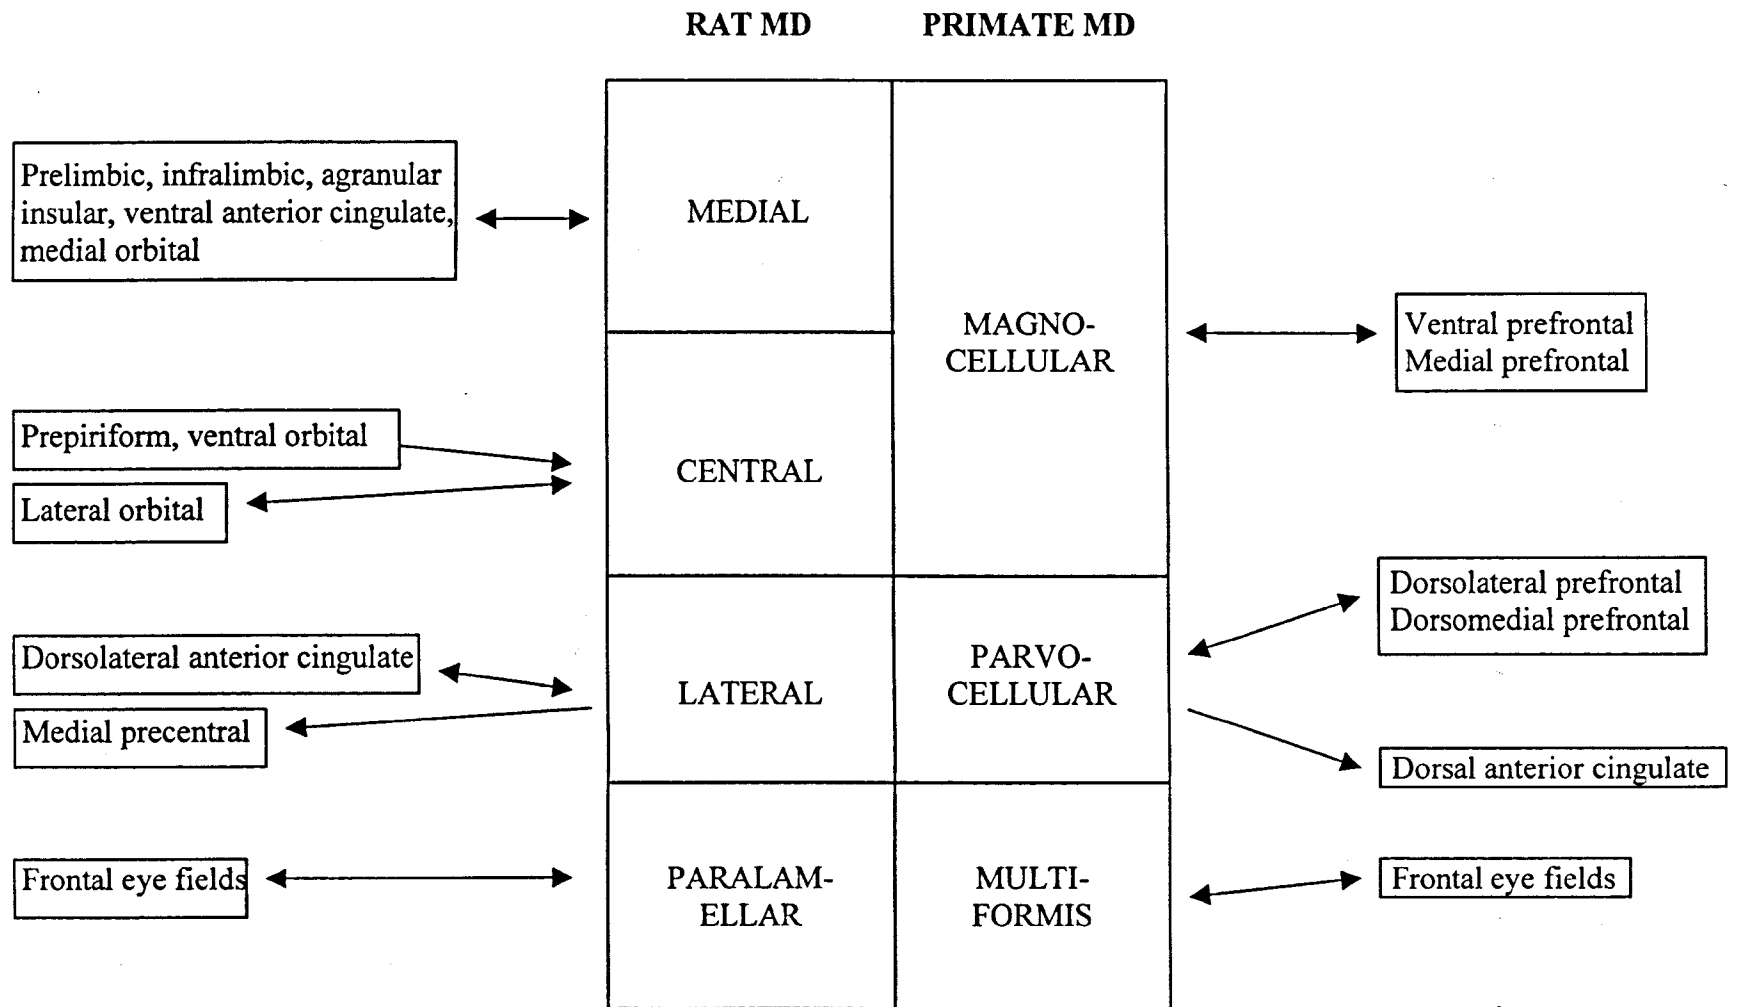 RAT MD
PRIMATE MD
Prelimbic, infralimbic, agranular
insular, ventral anterior cingulate,
medial orbital
MEDIAL
MAGNO-
CELLULAR
Ventral prefrontal
Medial prefrontal
Prepiriform, ventral orbital
Lateral orbital
CENTRAL
Dorsolateral prefrontal
Dorsomedial prefrontal
Dorsolateral anterior cingulate
Medial precentral
LATERAL
PARVO-
CELLULAR
Dorsal anterior cingulate
Frontal eye fields
PARALAM-
ELLAR
MULTI-
FORMIS
Frontal eye fields